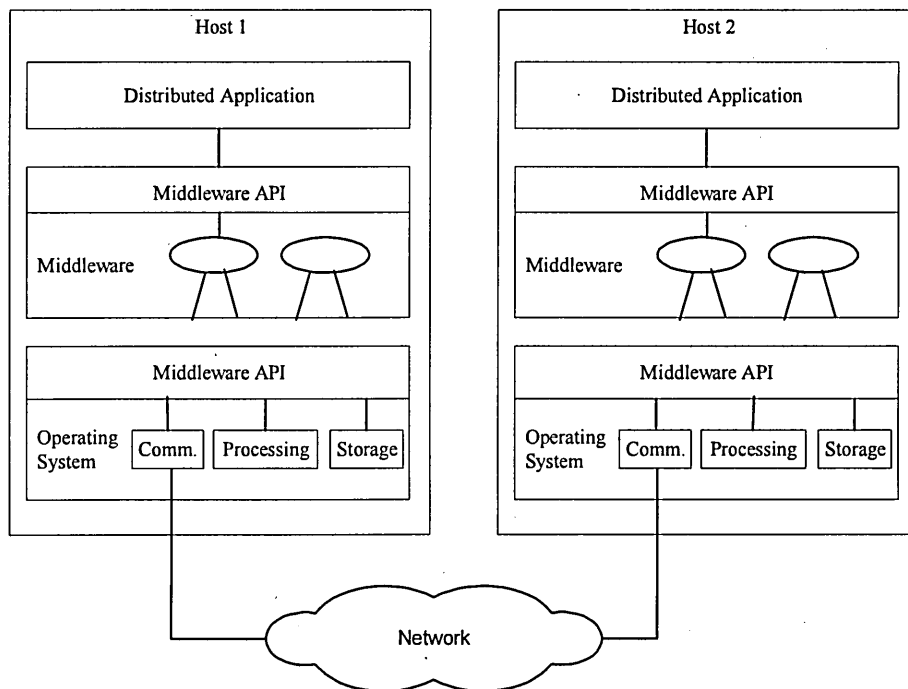 Host 1
Distributed Application
Middleware API
Middleware
Middleware API
Operating
System
Comm.
Processing
Storage
Host 2
Distributed Application
Middleware API
Middleware
Middleware API
Operating
System
Comm.
Processing
Storage
Network